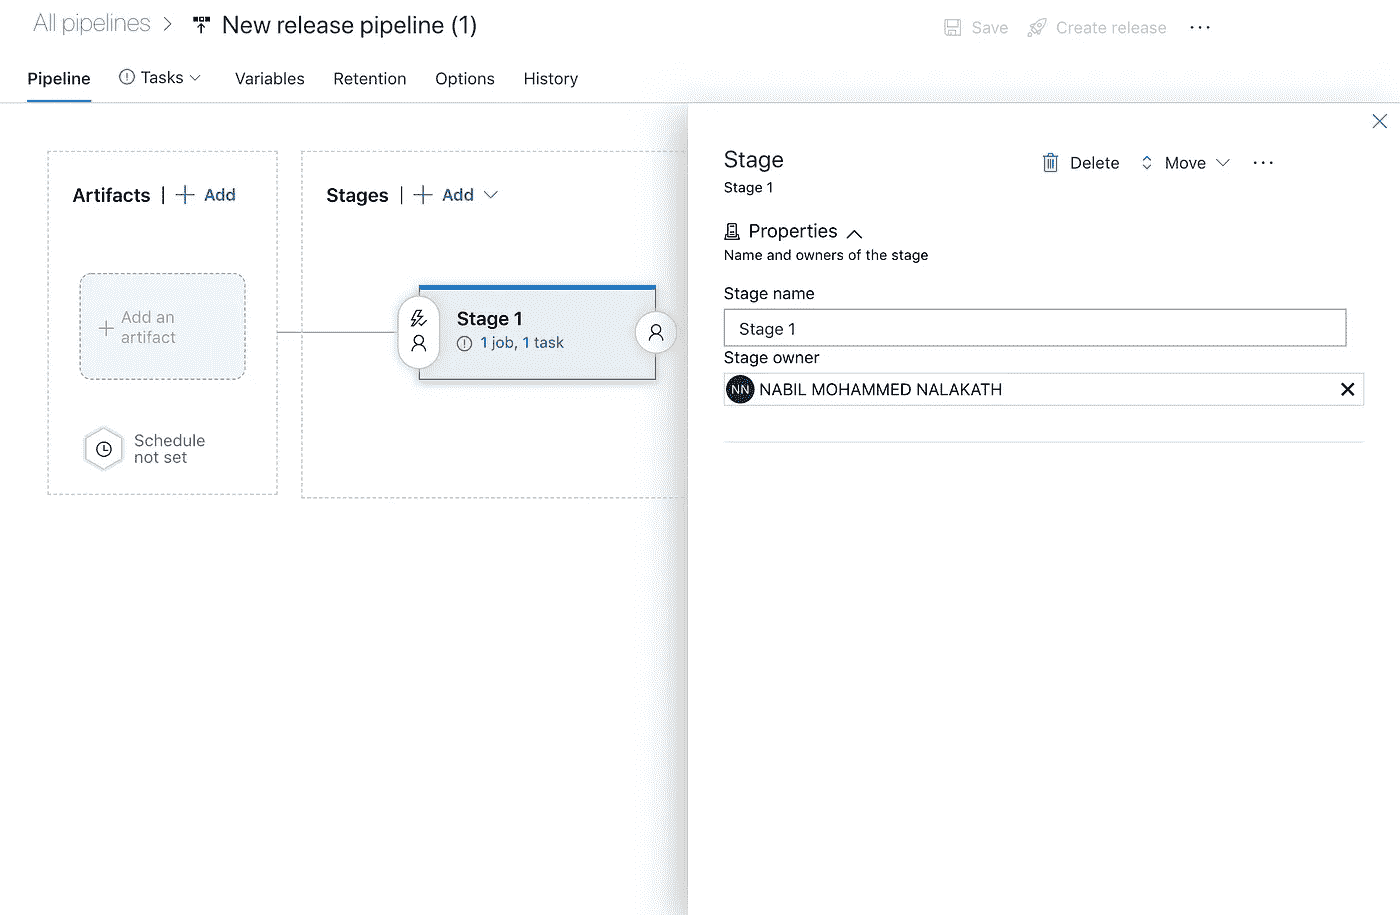 All pipelines > New release pipeline (1)
Save Create release ...
Pipeline Tasks Variables Retention Options History
Artifacts | + Add
Stages | + Add
+ Add an
artifact
Schedule
not set
Stage 1
1 job, 1 task
Stage
Delete Move ...
Stage 1
Properties
Name and owners of the stage
Stage name
Stage 1
Stage owner
NN NABIL MOHAMMED NALAKATH